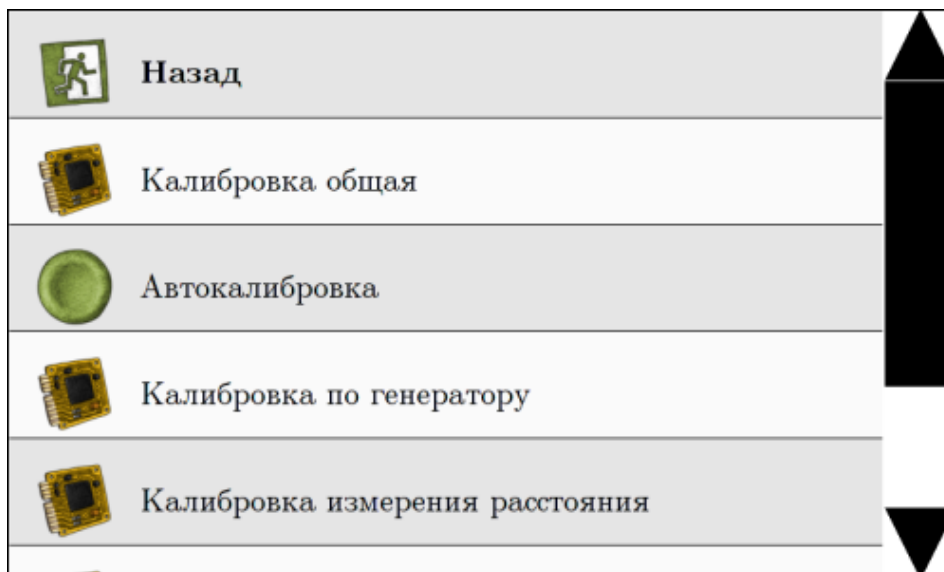 Назад
Калибровка общая
Автокалибровка
Калибровка по генератору
Калибровка измерения расстояния